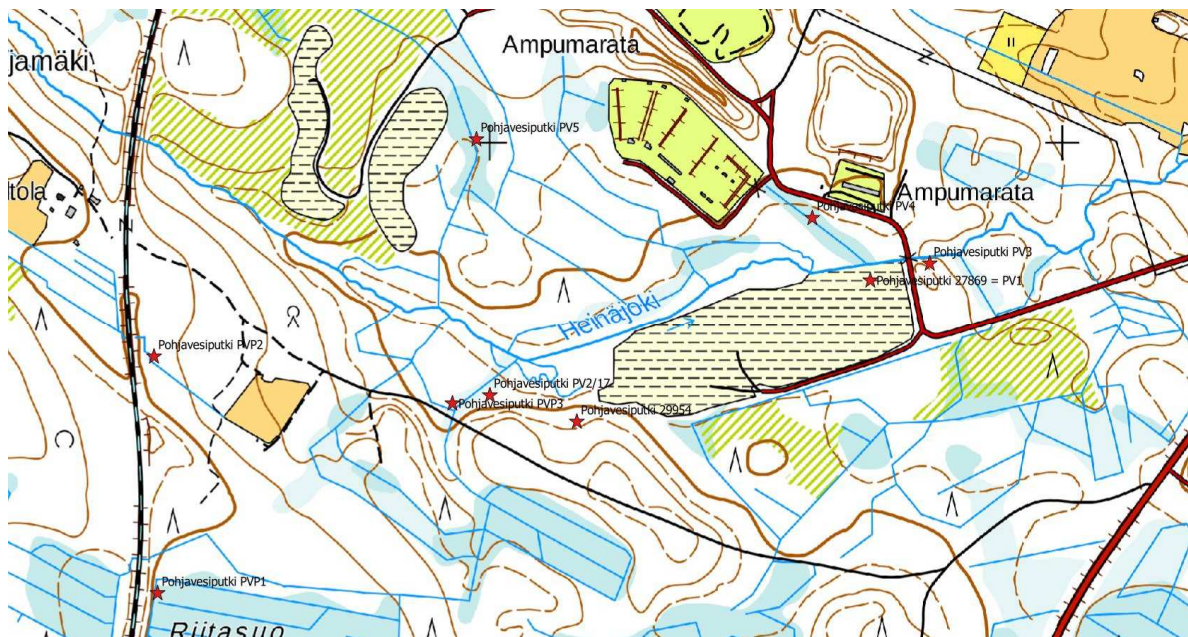 Ampumarata
jamäki
Pohjavesiputki PV5
tola
Ampumarata
Pohjavesiputki PV4
Pohjavesiputki PV3
Pohjavesiputki 27869 = PV1
Heinäjoki
Pohjavesiputki PVP2
Pohjavesiputki PV2/17
Pohjavesiputki PVP3
Pohjavesiputki 29954
Pohjavesiputki PVP1
Riitasuo